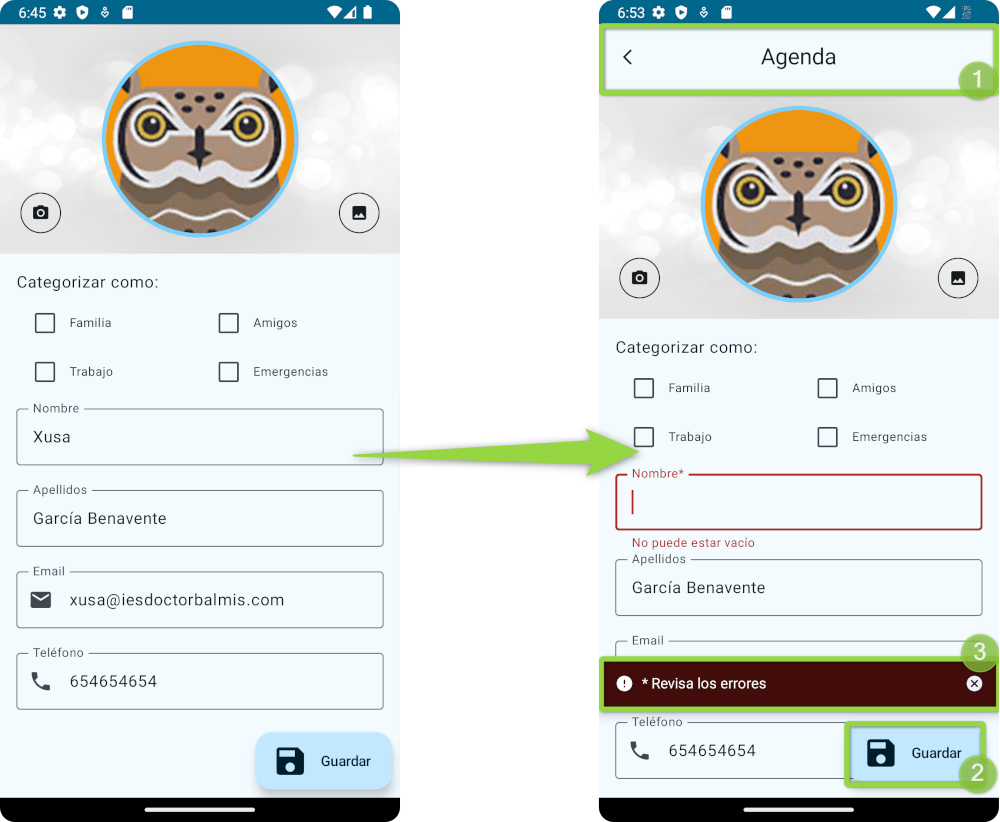 6:45
Categorizar como:
Familia
Amigos
Trabajo
Emergencias
Nombre
Xusa
Apellidos
García Benavente
Email
xusa@iesdoctorbalmis.com
Teléfono
654654654
Guardar
6:53
Agenda
1
Categorizar como:
Familia
Amigos
Trabajo
Emergencias
Nombre*
No puede estar vacío
Apellidos
García Benavente
Email
3
* Revisa los errores
Teléfono
654654654
Guardar
2